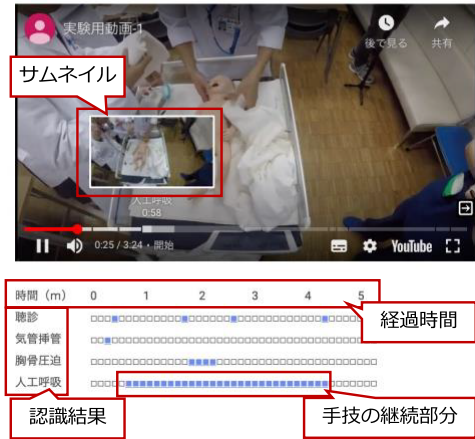 実験用動画-1
後で見る
共有
サムネイル
人工呼吸
0:58
0:25 / 3:24・開始
YouTube
時間（m） 0 1 2 3 4 5
聴診
気管挿管
胸骨圧迫
人工呼吸
経過時間
認識結果
手技の継続部分